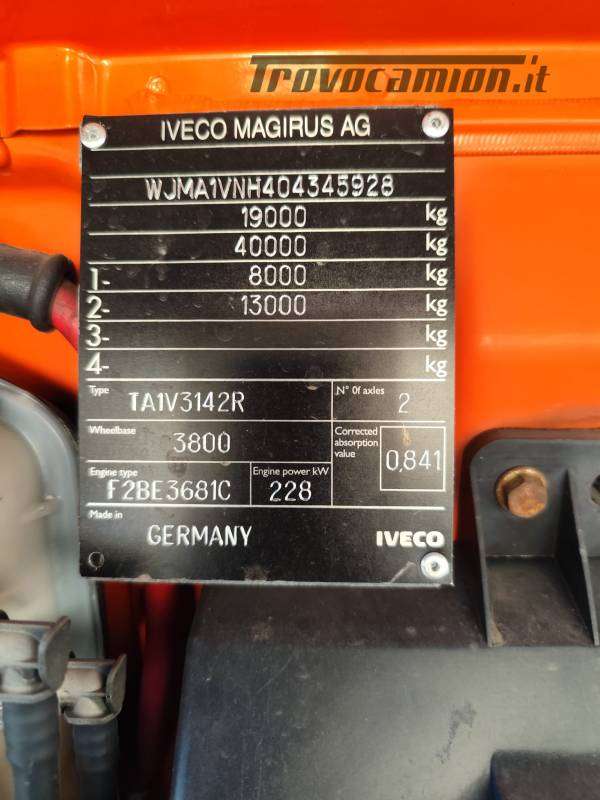 Trovocamion.it
IVECO MAGIRUS AG
WJMA1VNH404345928
19000 kg
40000 kg
1- 8000 kg
2- 13000 kg
3- kg
4- kg
Type TA1V3142R N° Of axles 2
Wheelbase 3800 Corrected absorption value 0,841
Engine type F2BE3681C Engine power kW 228
Made in GERMANY IVECO